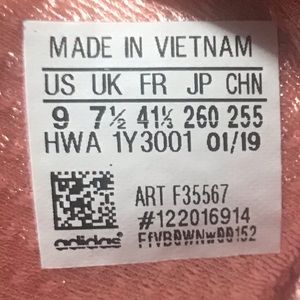 MADE IN VIETNAM
US UK FR JP CHN
9 7½ 41⅓ 260 255
HWA 1Y3001 01/19
ART F35567
#122016914
adidas FfVB0WNw00152